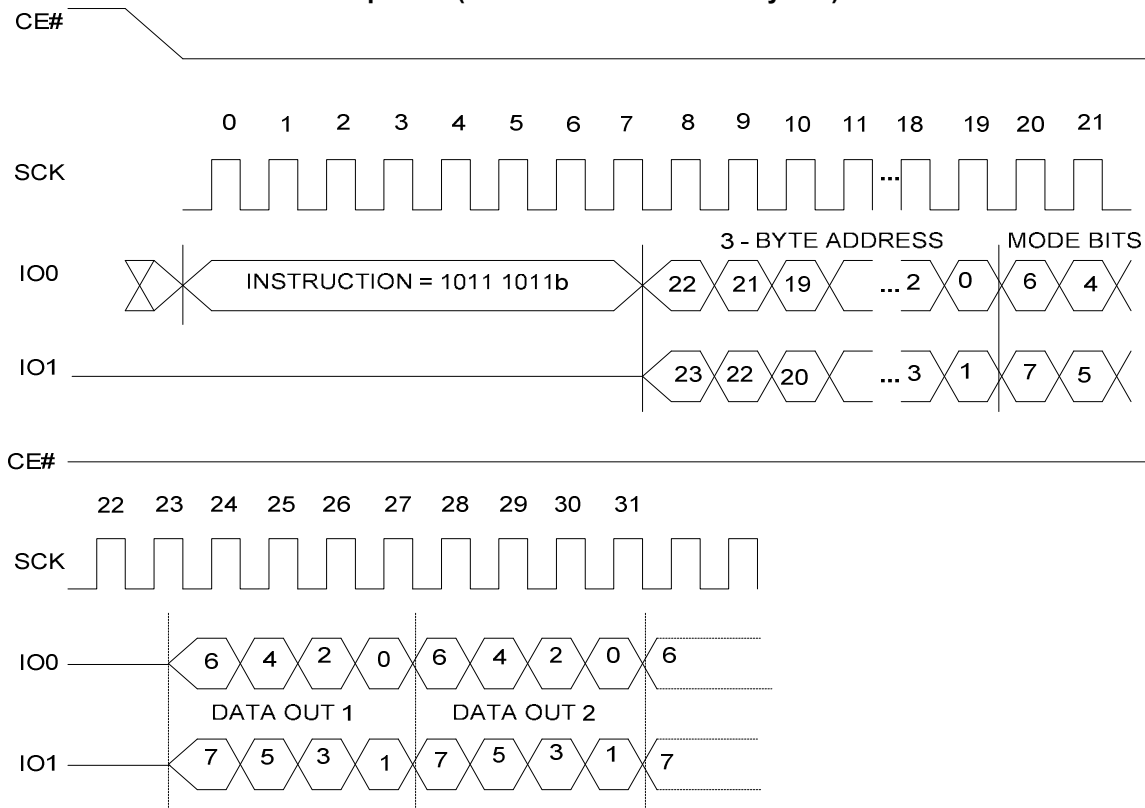 CE#
0 1 2 3 4 5 6 7 8 9 10 11 18 19 20 21
SCK ...
3 - BYTE ADDRESS MODE BITS
IO0 INSTRUCTION = 1011 1011b 22 21 19 ... 2 0 6 4
IO1 23 22 20 ... 3 1 7 5
CE#
22 23 24 25 26 27 28 29 30 31
SCK
IO0 6 4 2 0 6 4 2 0 6
DATA OUT 1 DATA OUT 2
IO1 7 5 3 1 7 5 3 1 7